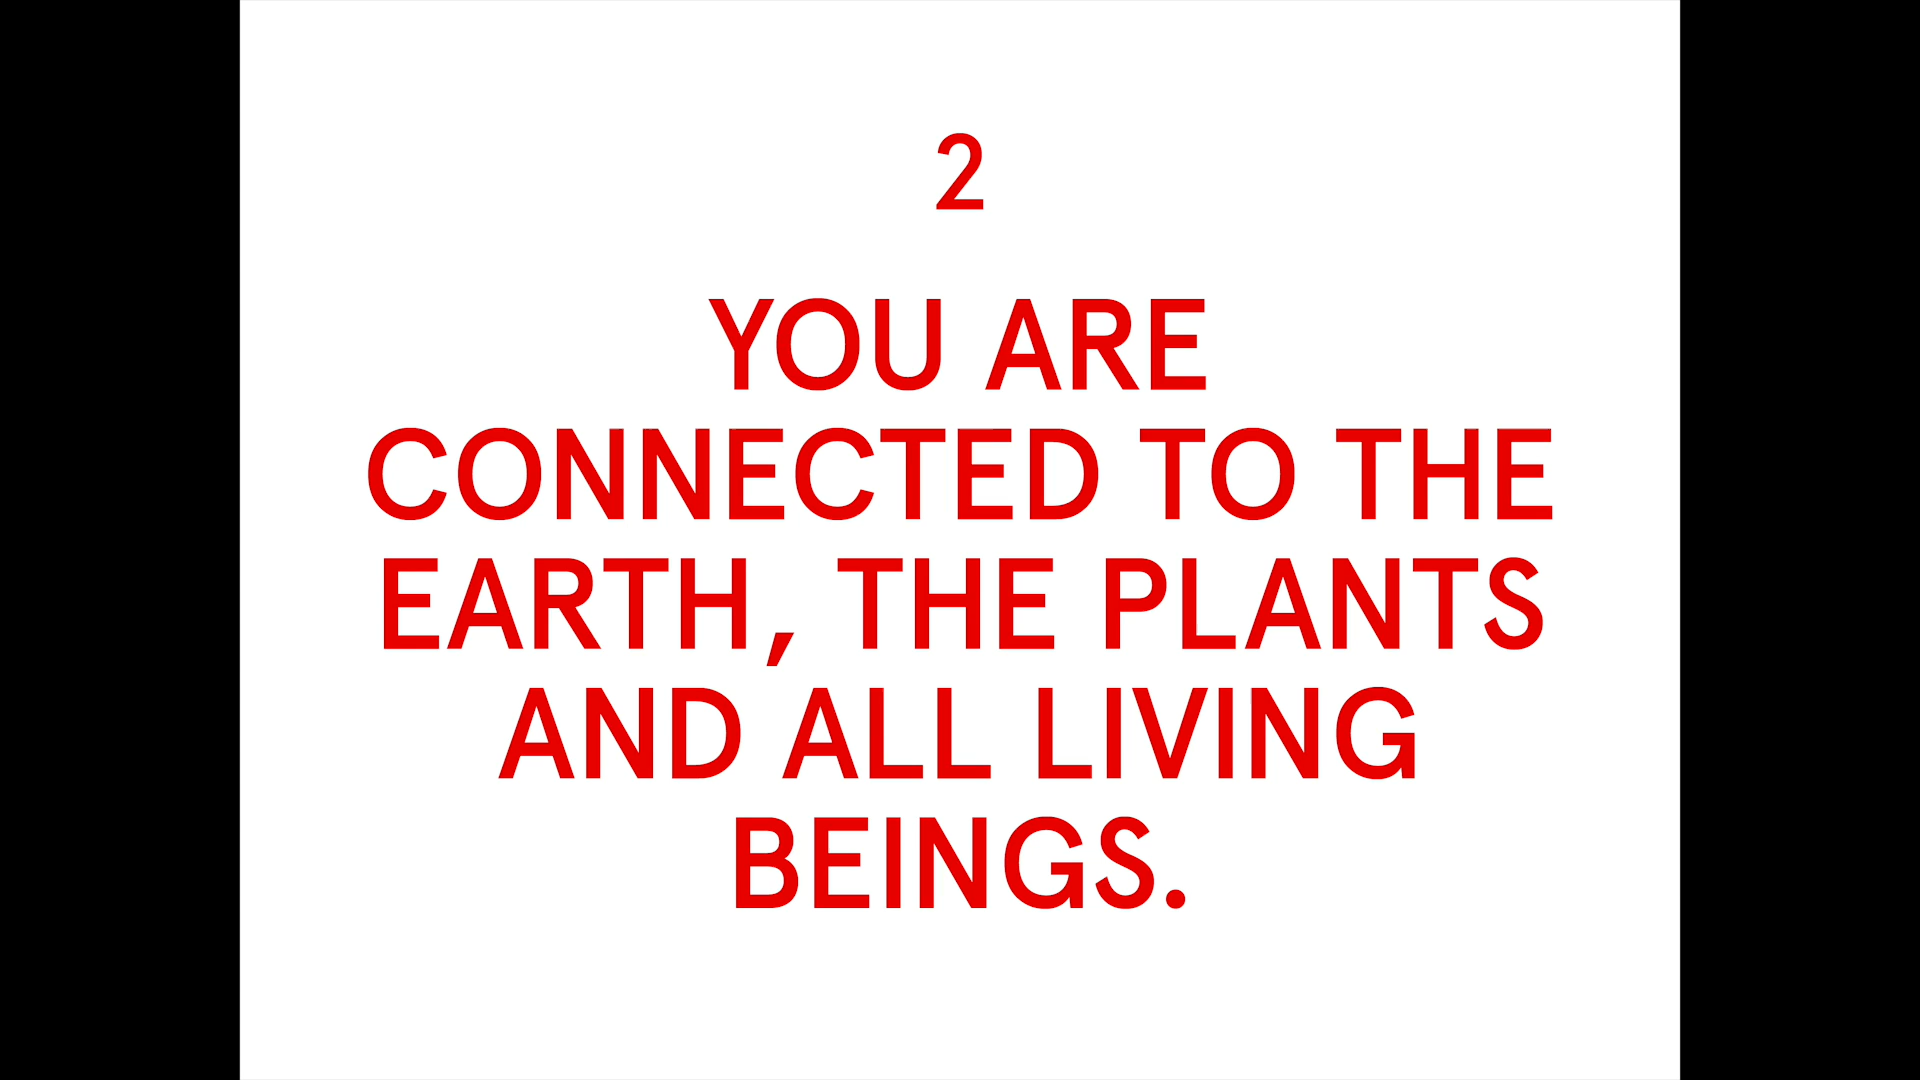 2
YOU ARE
CONNECTED TO THE
EARTH, THE PLANTS
AND ALL LIVING
BEINGS.